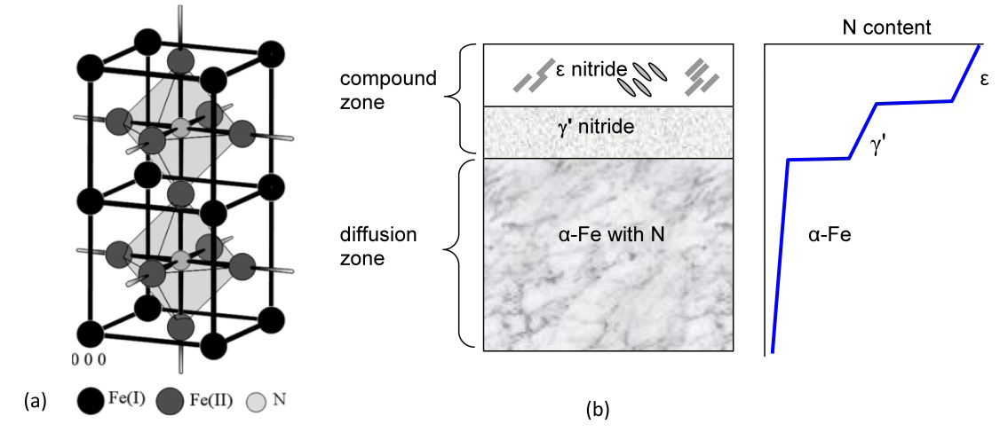 0 0 0
Fe(I)
Fe(II)
N
(a)
compound
zone
diffusion
zone
ε nitride
γ' nitride
α-Fe with N
(b)
N content
ε
γ'
α-Fe